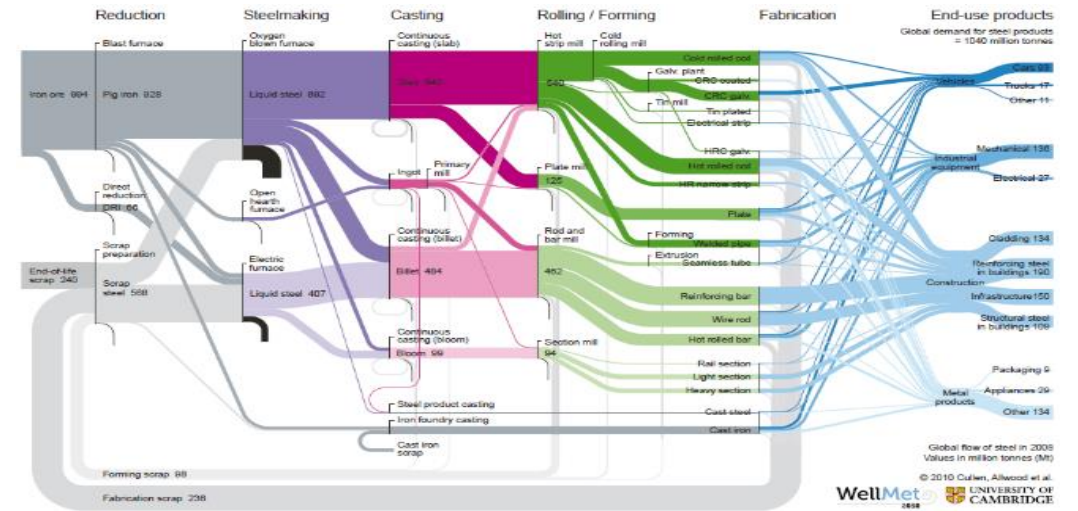 Reduction
Steelmaking
Casting
Rolling / Forming
Fabrication
End-use products
Global demand for steel products
= 1040 million tonnes
Blast furnace
Oxygen
blown furnace
Continuous
casting (slab)
Hot
strip mill
Cold
rolling mill
Cold rolled coil
Iron ore
Pig iron 828
Liquid steel 882
Galv. plant
CRC coated
CRC galv.
Tin mill
Tin plated
Electrical strip
Vehicles
Cars 93
Trucks 17
Other 11
HRC galv.
Hot rolled coil
HR narrow strip
Industrial
equipment
Mechanical 136
Electrical 27
Ingot
Primary
mill
Plate mill
Plate
Direct
reduction
DRI 66
Open
hearth
furnace
Continuous
casting (billet)
Rod and
bar mill
Forming
Welded pipe
Extrusion
Seamless tube
Cladding 134
Scrap
preparation
Electric
furnace
End-of-life
scrap 240
Scrap
steel 568
Liquid steel 407
Billet 484
462
Reinforcing bar
Wire rod
Hot rolled bar
Reinforcing steel
in buildings 190
Construction
Infrastructure 150
Structural steel
in buildings 109
Continuous
casting (bloom)
Bloom 99
Section mill
94
Rail section
Light section
Heavy section
Packaging 9
Appliances 29
Metal
products
Other 134
Steel product casting
Cast steel
Iron foundry casting
Cast iron
Cast iron
scrap
Forming scrap
Fabrication scrap
Global flow of steel in
Values in million tonnes (Mt)
© 2010 Cullen, Allwood et al.
WellMet
UNIVERSITY OF
CAMBRIDGE